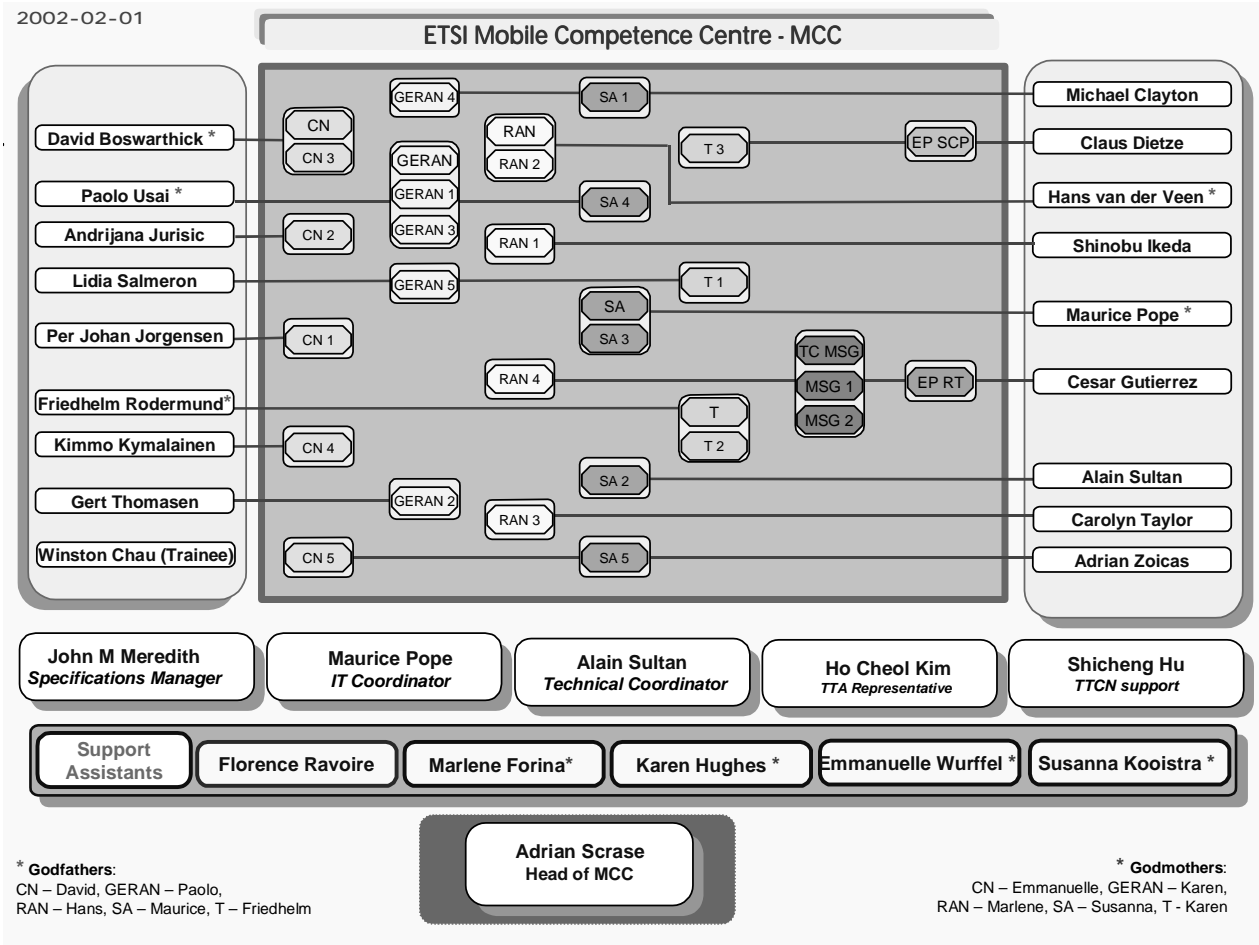 2002-02-01
ETSI Mobile Competence Centre - MCC
David Boswarthick *
Paolo Usai *
Andrijana Jurisic
Lidia Salmeron
Per Johan Jorgensen
Friedhelm Rodermund*
Kimmo Kymalainen
Gert Thomasen
Winston Chau (Trainee)
CN
CN 3
CN 2
CN 1
CN 4
CN 5
GERAN 4
GERAN
GERAN 1
GERAN 3
GERAN 5
GERAN 2
RAN
RAN 2
RAN 1
RAN 4
RAN 3
SA 1
SA 4
SA
SA 3
SA 2
SA 5
T 3
T 1
T
T 2
TC MSG
MSG 1
MSG 2
EP SCP
EP RT
Michael Clayton
Claus Dietze
Hans van der Veen *
Shinobu Ikeda
Maurice Pope *
Cesar Gutierrez
Alain Sultan
Carolyn Taylor
Adrian Zoicas
John M Meredith
Specifications Manager
Maurice Pope
IT Coordinator
Alain Sultan
Technical Coordinator
Ho Cheol Kim
TTA Representative
Shicheng Hu
TTCN support
Support
Assistants
Florence Ravoire
Marlene Forina*
Karen Hughes *
Emmanuelle Wurffel *
Susanna Kooistra *
Adrian Scrase
Head of MCC
* Godfathers:
CN – David, GERAN – Paolo,
RAN – Hans, SA – Maurice, T – Friedhelm
* Godmothers:
CN – Emmanuelle, GERAN – Karen,
RAN – Marlene, SA – Susanna, T - Karen